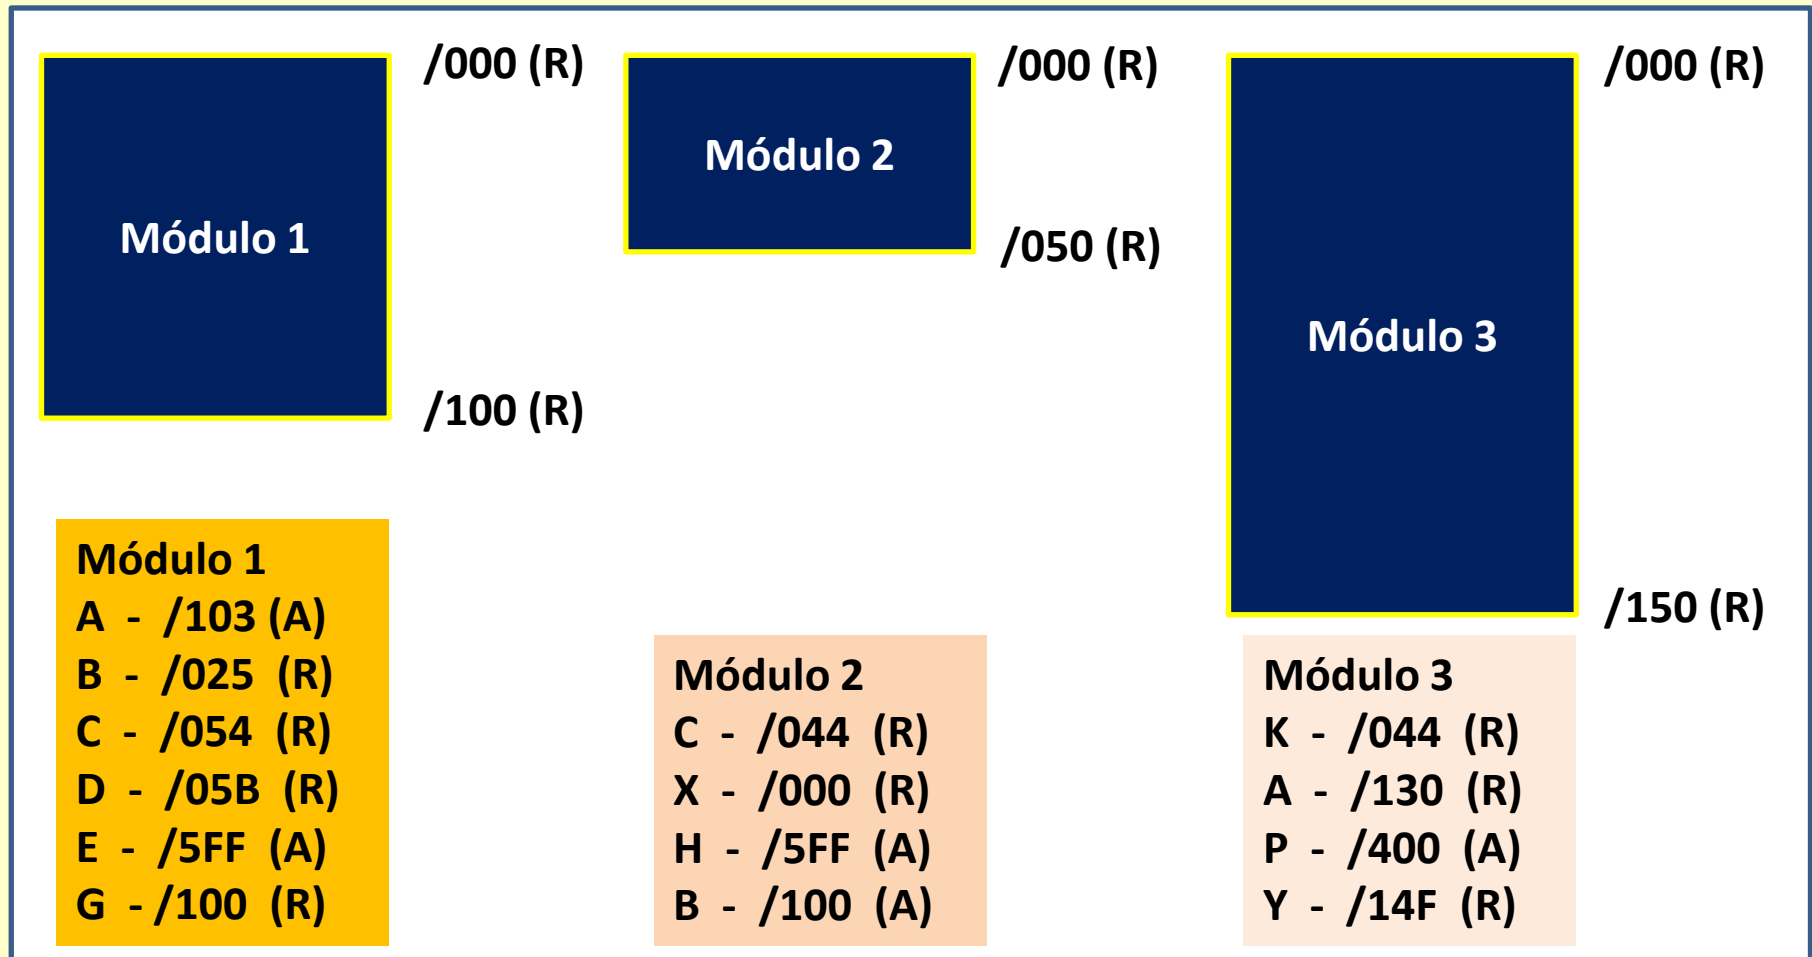 Módulo 1
/000 (R)
/100 (R)
Módulo 2
/000 (R)
/050 (R)
Módulo 3
/000 (R)
/150 (R)
Módulo 1
A - /103 (A)
B - /025 (R)
C - /054 (R)
D - /05B (R)
E - /5FF (A)
G - /100 (R)
Módulo 2
C - /044 (R)
X - /000 (R)
H - /5FF (A)
B - /100 (A)
Módulo 3
K - /044 (R)
A - /130 (R)
P - /400 (A)
Y - /14F (R)